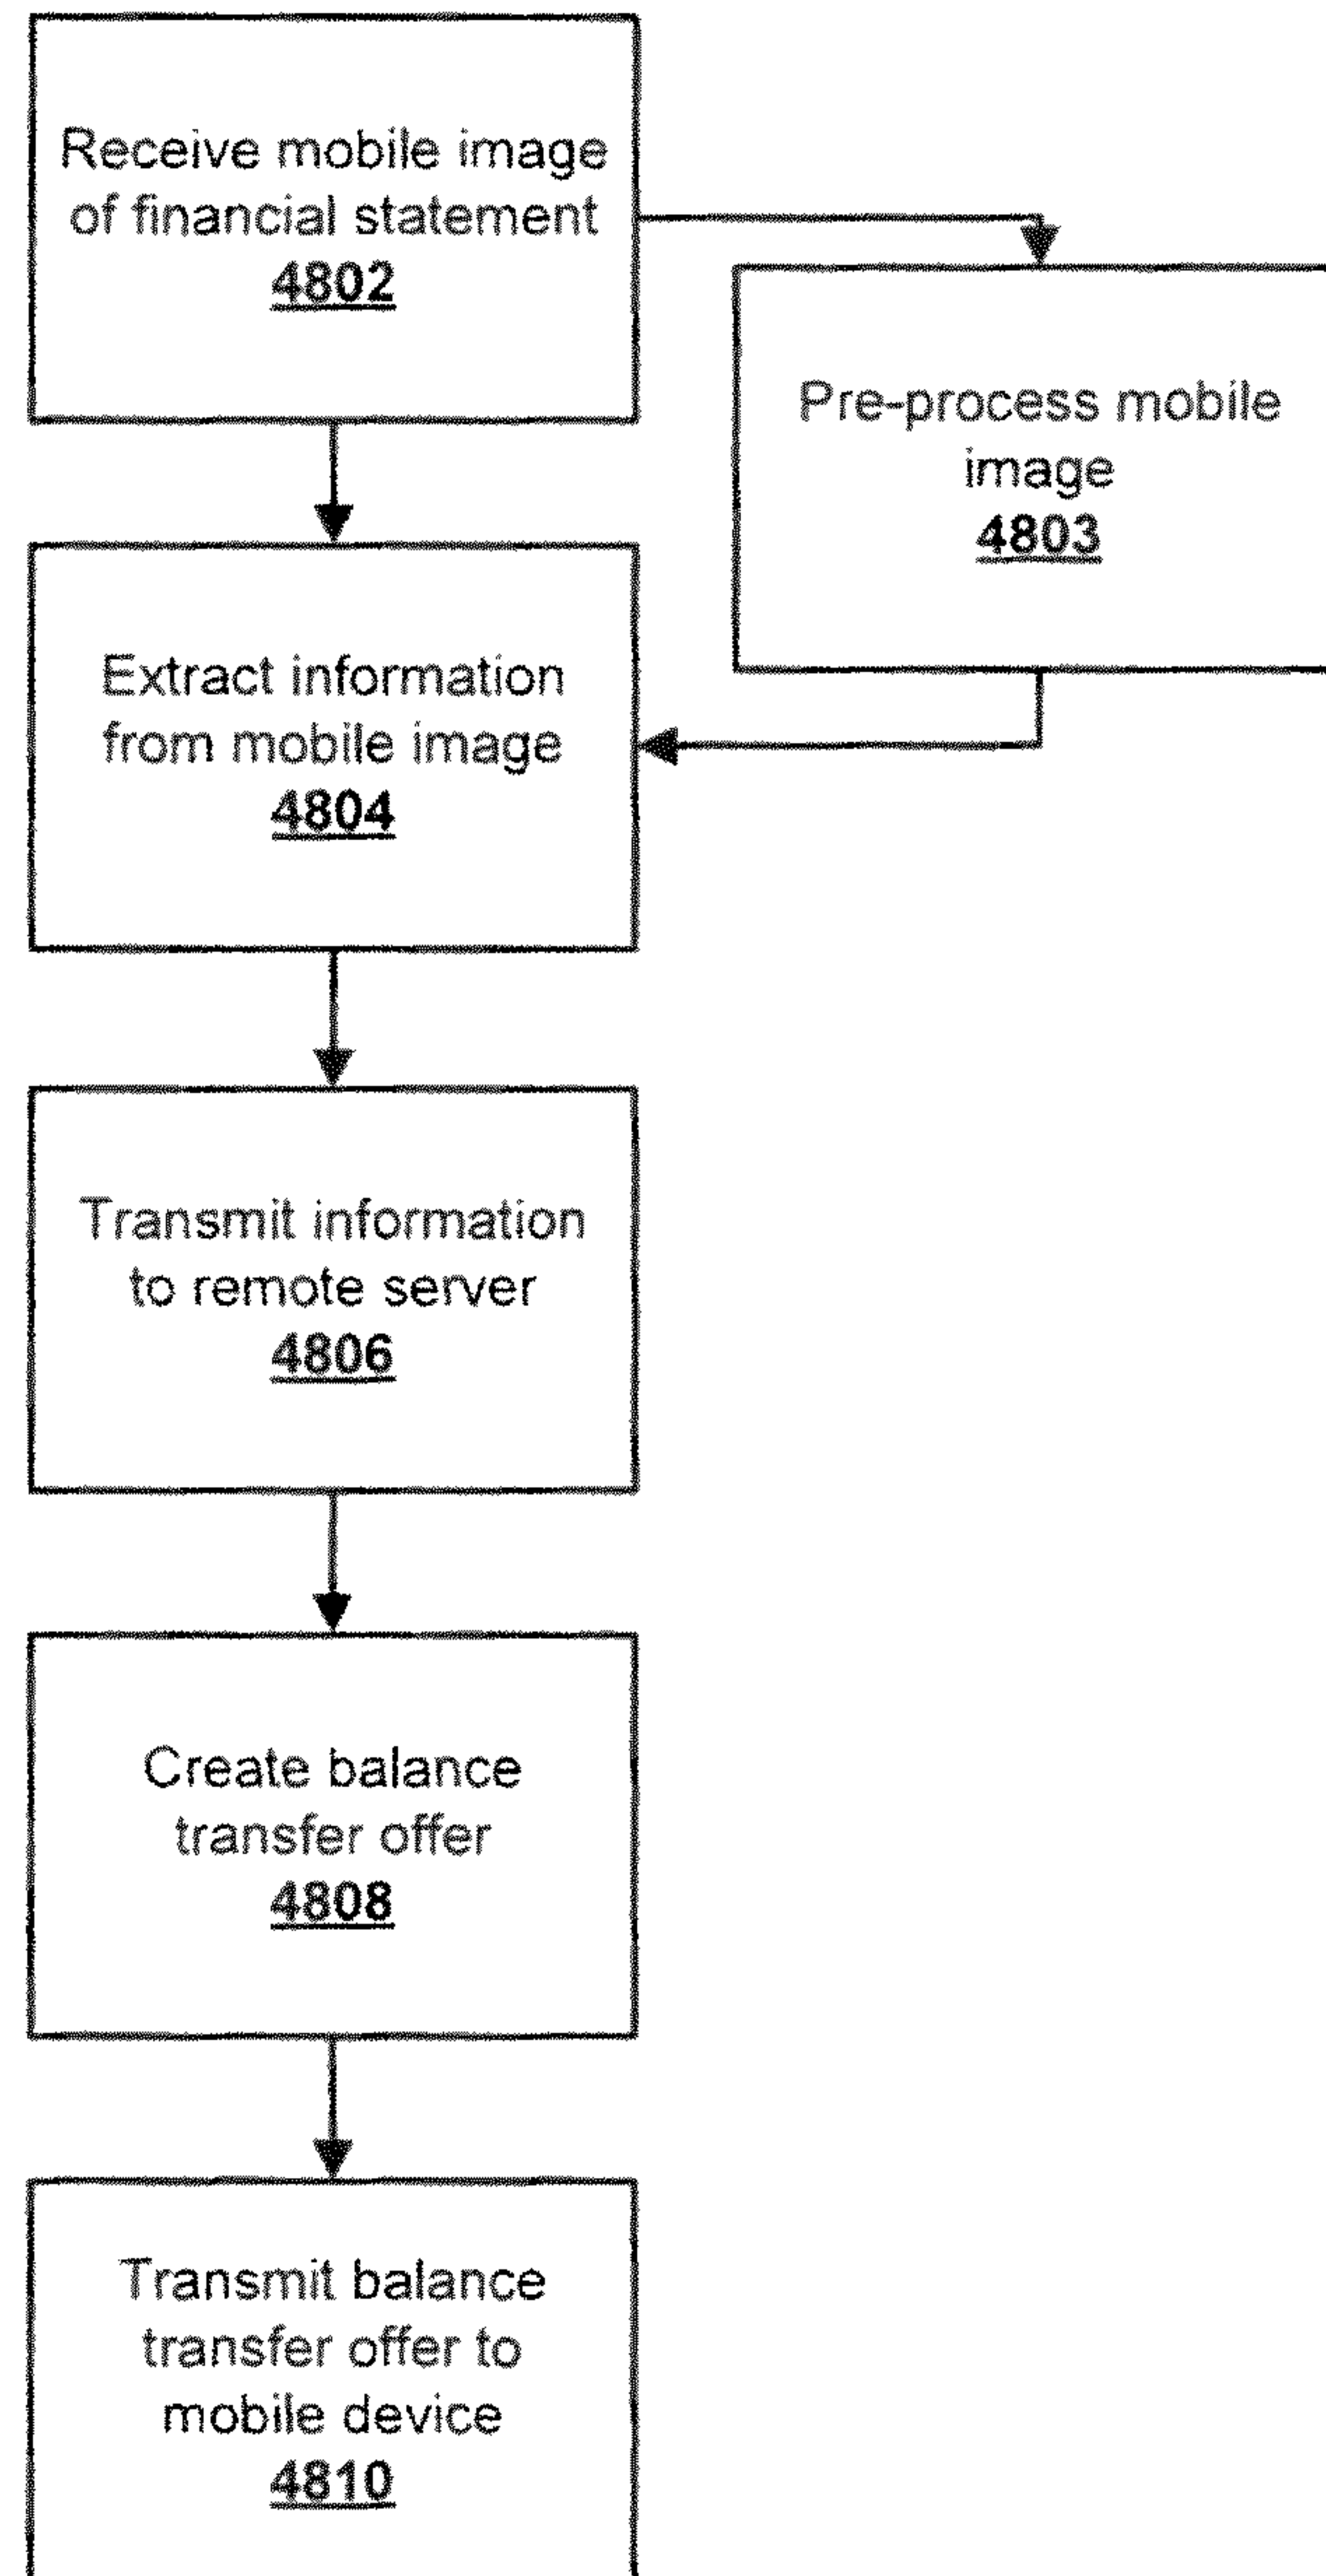 Receive mobile image
of financial statement
4802
Pre-process mobile
image
4803
Extract information
from mobile image
4804
Transmit information
to remote server
4806
Create balance
transfer offer
4808
Transmit balance
transfer offer to
mobile device
4810